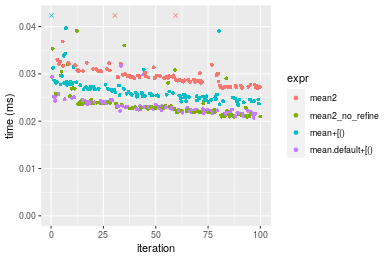 time (ms)
0.04
0.03
0.02
0.01
0.00
0
25
50
75
100
iteration
expr
mean2
mean2_no_refine
mean+[()
mean.default+[()